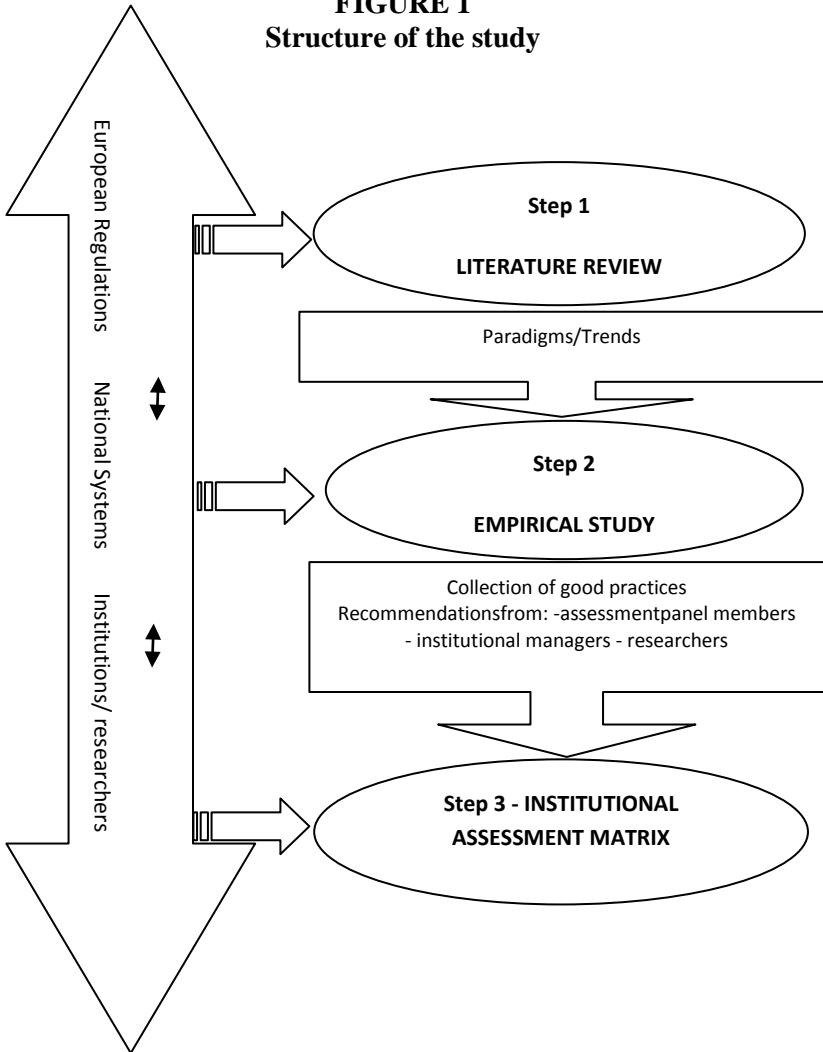 FIGURE 1
Structure of the study
European Regulations
National Systems
Institutions/ researchers
Step 1
LITERATURE REVIEW
Paradigms/Trends
Step 2
EMPIRICAL STUDY
Collection of good practices
Recommendationsfrom: -assessmentpanel members
- institutional managers - researchers
Step 3 - INSTITUTIONAL
ASSESSMENT MATRIX